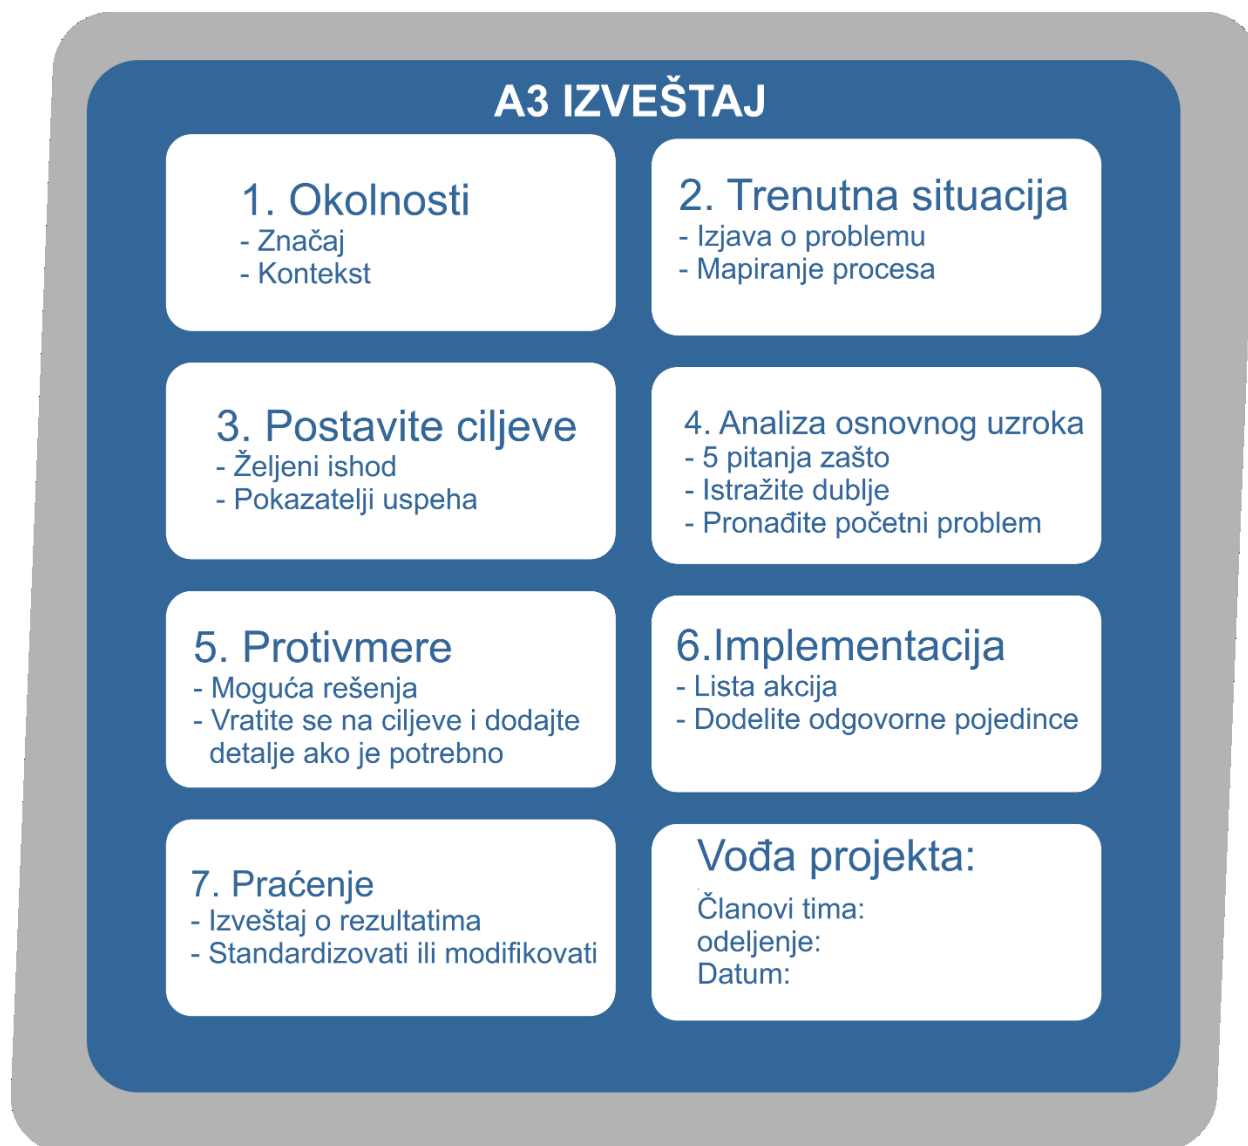 A3 IZVEŠTAJ
1. Okolnosti
- Značaj
- Kontekst
2. Trenutna situacija
- Izjava o problemu
- Mapiranje procesa
3. Postavite ciljeve
- Željeni ishod
- Pokazatelji uspeha
4. Analiza osnovnog uzroka
- 5 pitanja zašto
- Istražite dublje
- Pronađite početni problem
5. Protivmere
- Moguća rešenja
- Vratite se na ciljeve i dodajte
detalje ako je potrebno
6.Implementacija
- Lista akcija
- Dodelite odgovorne pojedince
7. Praćenje
- Izveštaj o rezultatima
- Standardizovati ili modifikovati
Vođa projekta:
Članovi tima:
odeljenje:
Datum: